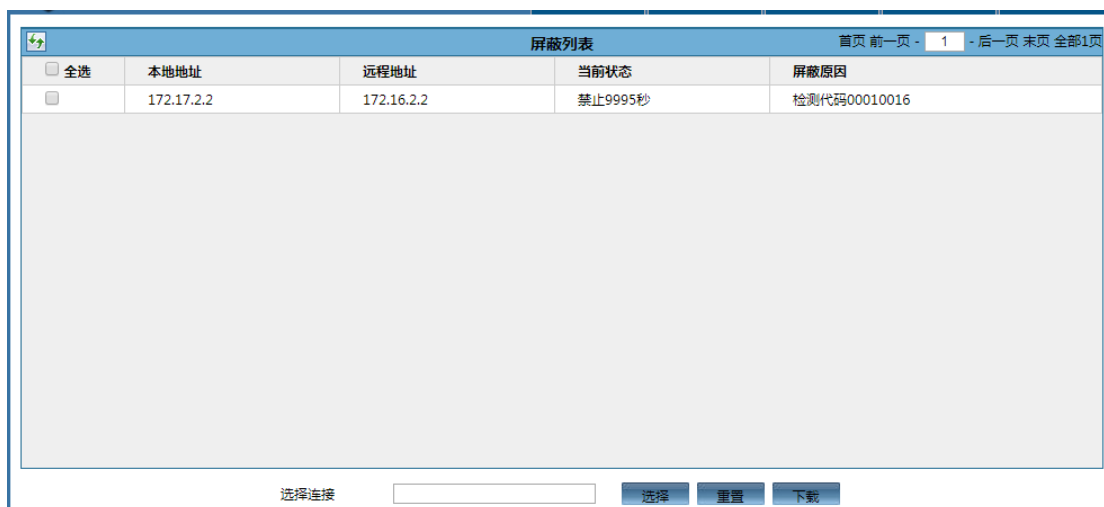 屏蔽列表 首页 前一页 - 1 - 后一页 末页 全部1页
全选 本地地址 远程地址 当前状态 屏蔽原因
172.17.2.2 172.16.2.2 禁止9995秒 检测代码00010016
选择连接 选择 重置 下载